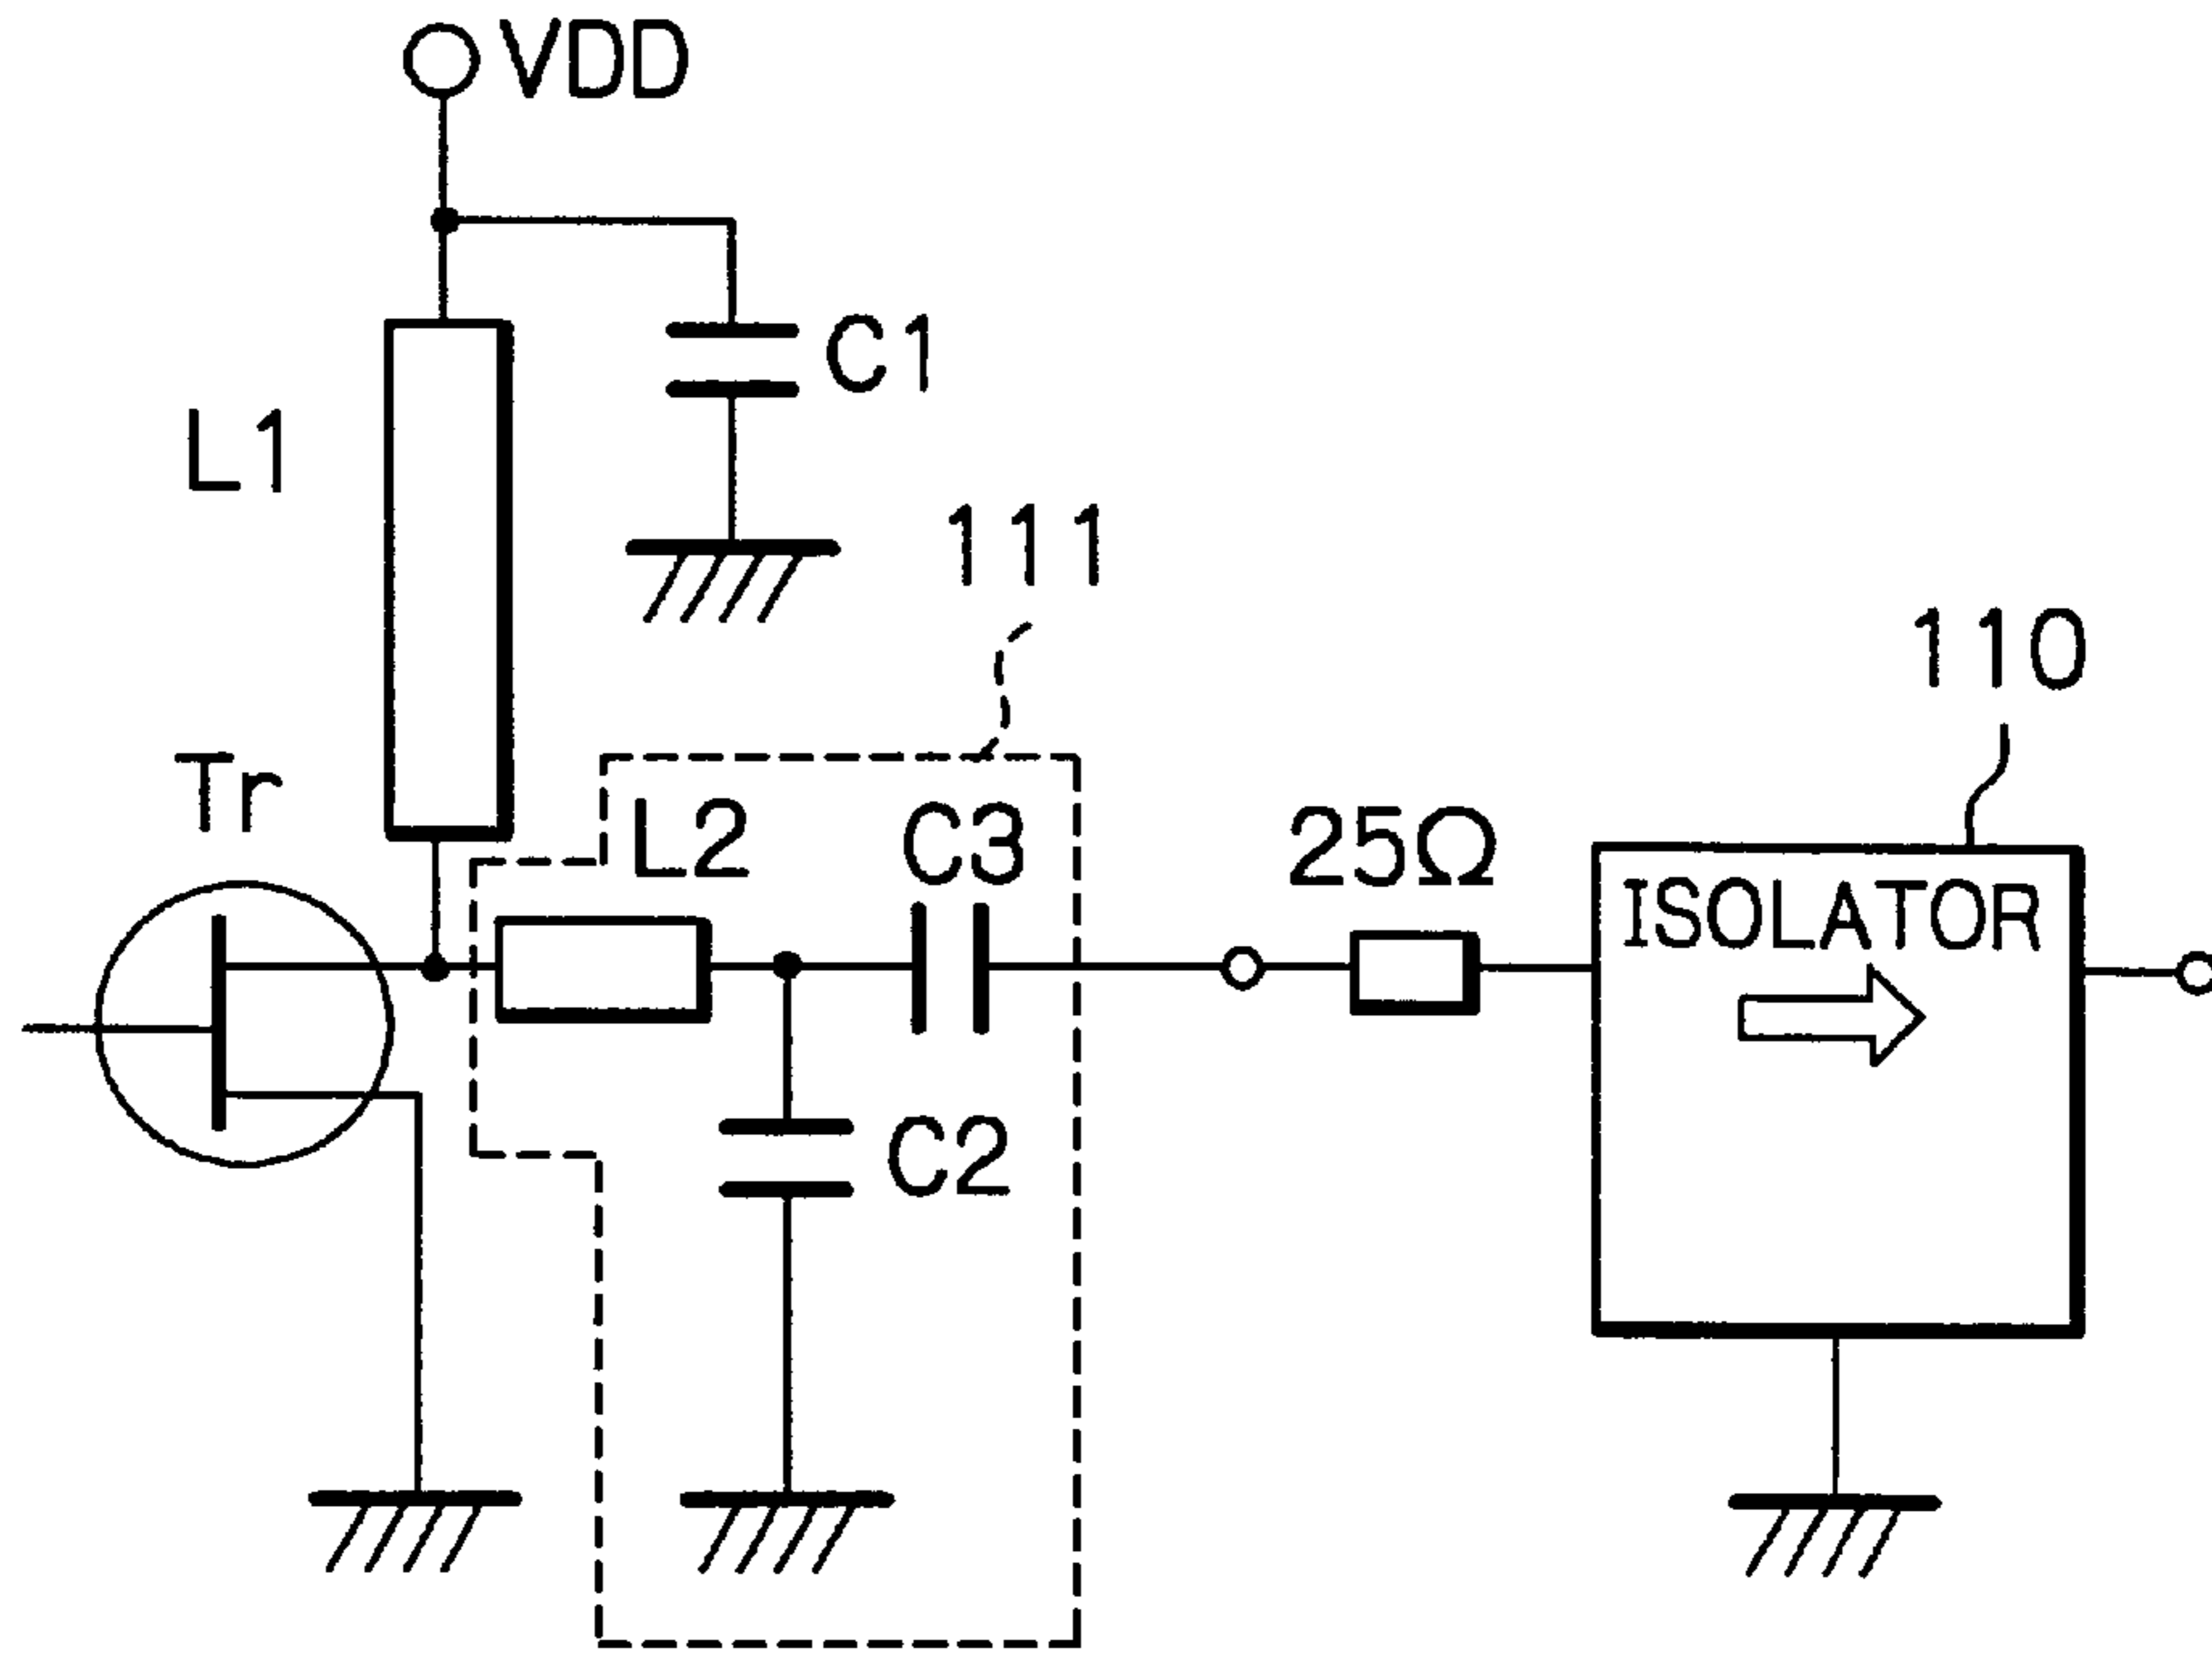 VDD
C1
L1
111
110
Tr
L2
C3
25Ω
ISOLATOR
C2